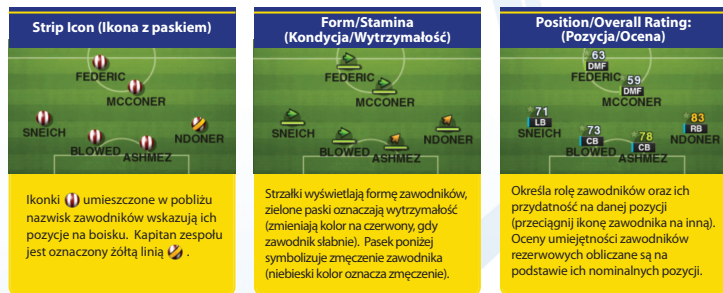 Strip Icon (Ikona z paskiem)
FEDERIC
MCCONER
SNEICH
NDONER
BLOWED
ASHMEZ
Ikonki umieszczone w pobliżu
nazwisk zawodników wskazują ich
pozycje na boisku. Kapitan zespołu
jest oznaczony żółtą linią .
Form/Stamina
(Kondycja/Wytrzymałość)
FEDERIC
MCCONER
SNEICH
NDONER
BLOWED
ASHMEZ
Strzałki wyświetlają formę zawodników,
zielone paski oznaczają wytrzymałość
(zmieniają kolor na czerwony, gdy
zawodnik słabnie). Pasek poniżej
symbolizuje zmęczenie zawodnika
(niebieski kolor oznacza zmęczenie).
Position/Overall Rating:
(Pozycja/Ocena)
63
DMF
FEDERIC
59
DMF
MCCONER
71
LB
SNEICH
83
RB
NDONER
73
CB
BLOWED
78
CB
ASHMEZ
Określa rolę zawodników oraz ich
przydatność na danej pozycji
(przeciągnij ikonę zawodnika na inną).
Oceny umiejętności zawodników
rezerwowych obliczane są na
podstawie ich nominalnych pozycji.